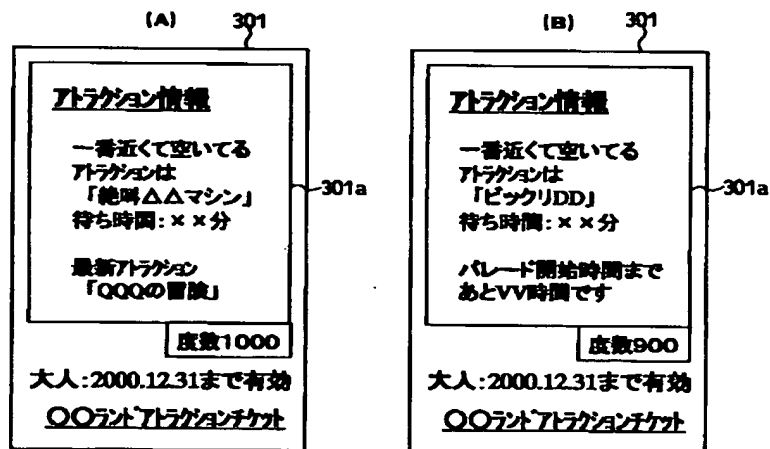 (A)
301
アトラクション情報
一番近くて空いてる
アトラクションは
「絶叫△△マシン」
待ち時間:××分
最新アトラクション
「QQQの冒険」
301a
度数1000
大人:2000.12.31まで有効
〇〇ランドアトラクションチケット
(B)
301
アトラクション情報
一番近くて空いてる
アトラクションは
「ビックリDD」
待ち時間:××分
パレード開始時間まで
あとVV時間です
301a
度数900
大人:2000.12.31まで有効
〇〇ランドアトラクションチケット